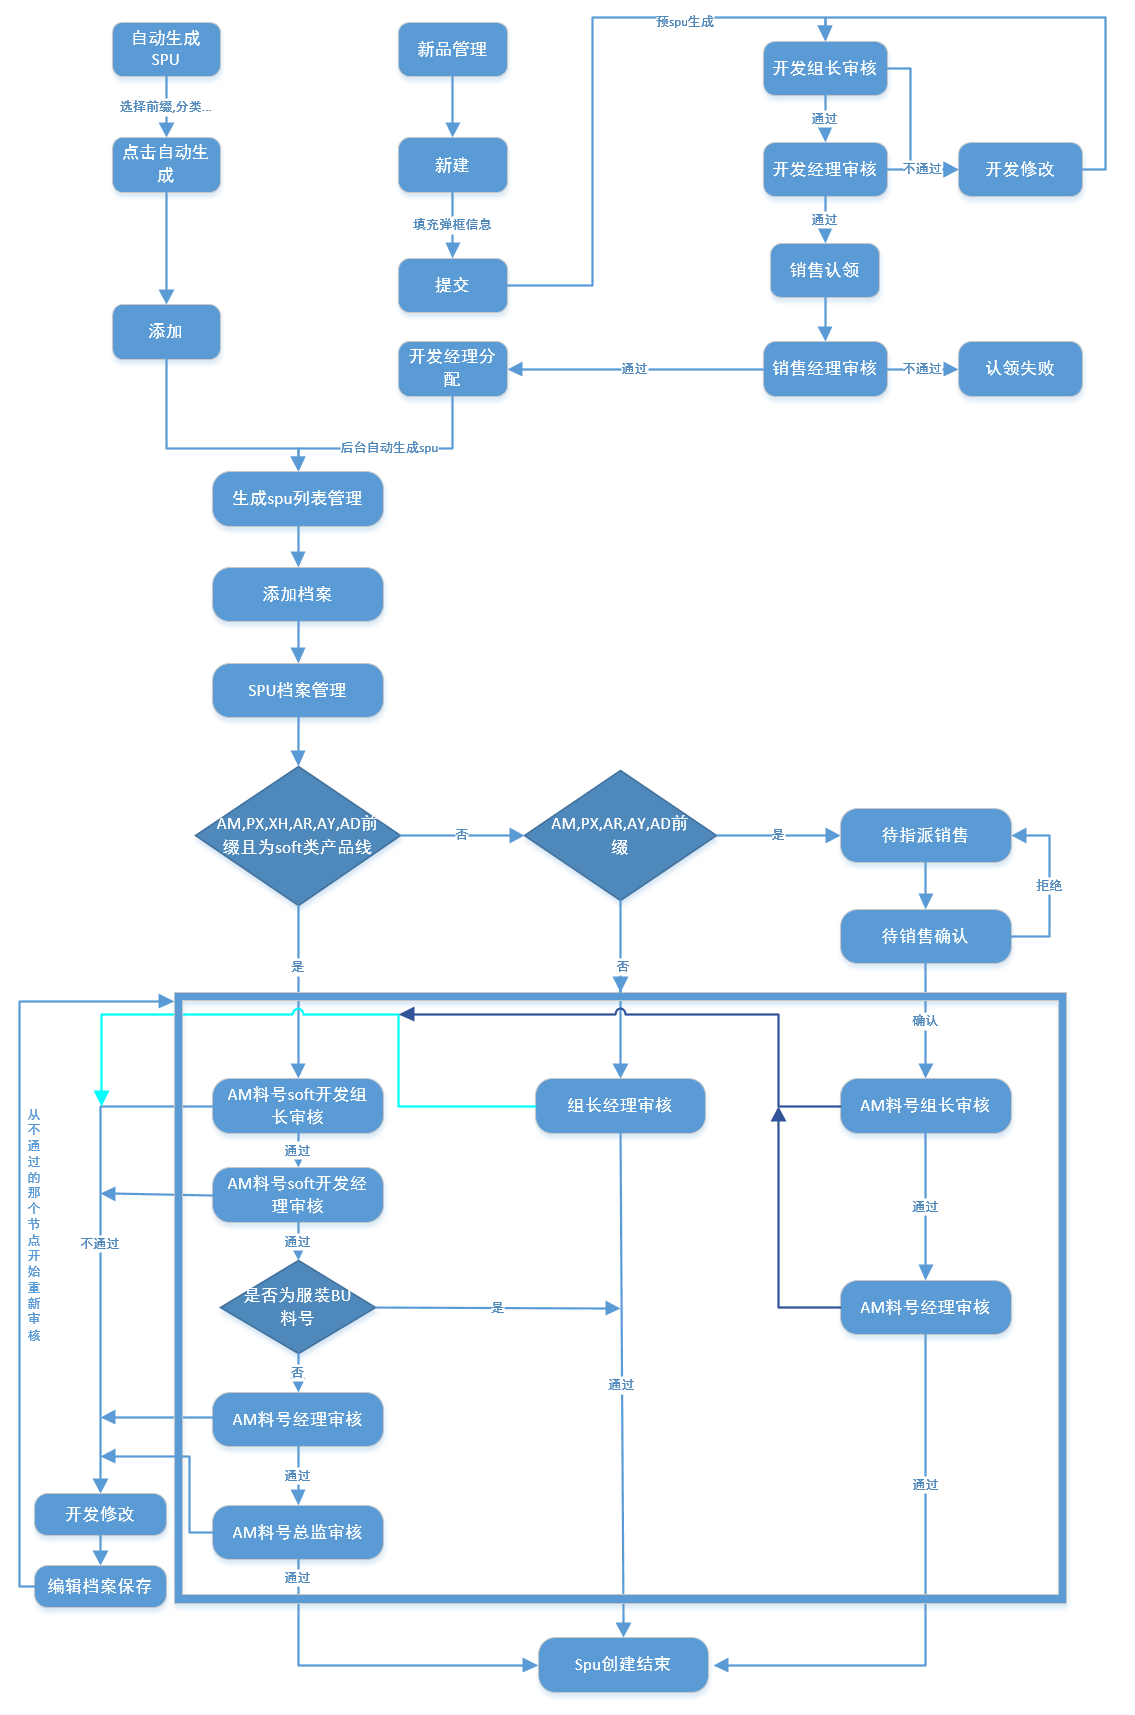 自动生成
SPU
选择前缀,分类...
点击自动生
成
添加
新品管理
新建
填充弹框信息
提交
预spu生成
开发组长审核
通过
开发经理审核
不通过
开发修改
通过
销售认领
销售经理审核
不通过
认领失败
通过
开发经理分
配
后台自动生成spu
生成spu列表管理
添加档案
SPU档案管理
AM,PX,XH,AR,AY,AD前
缀且为soft类产品线
否
AM,PX,AR,AY,AD前
缀
是
待指派销售
拒绝
待销售确认
是
否
确认
AM料号soft开发组
长审核
组长经理审核
AM料号组长审核
通过
AM料号soft开发经
理审核
通过
通过
不通过
从不通过的那个节点开始重新审核
是否为服装BU
料号
是
AM料号经理审核
否
通过
AM料号经理审核
通过
通过
开发修改
AM料号总监审核
通过
编辑档案保存
Spu创建结束